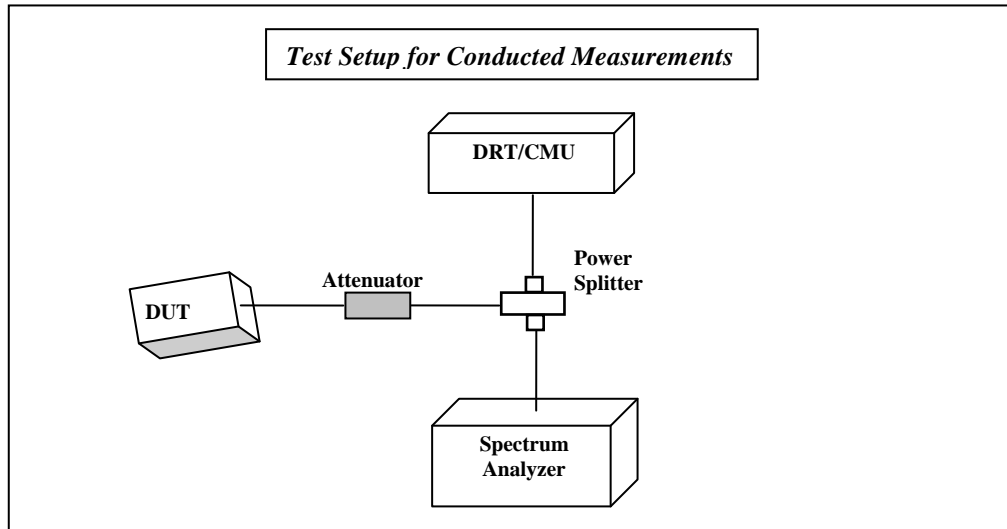 Test Setup for Conducted Measurements
DRT/CMU
Power
Splitter
Attenuator
DUT
Spectrum
Analyzer